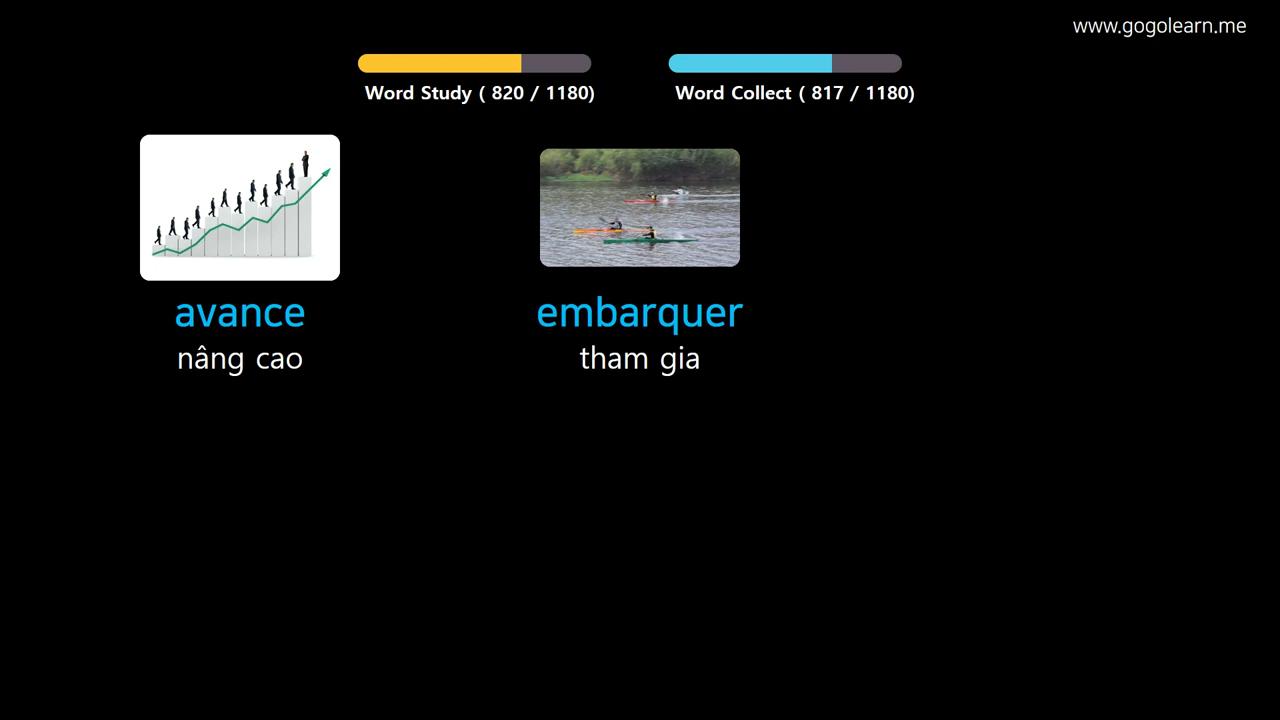 www.gogolearn.me
Word Study ( 820 / 1180)
Word Collect ( 817 / 1180)
avance
nâng cao
embarquer
tham gia